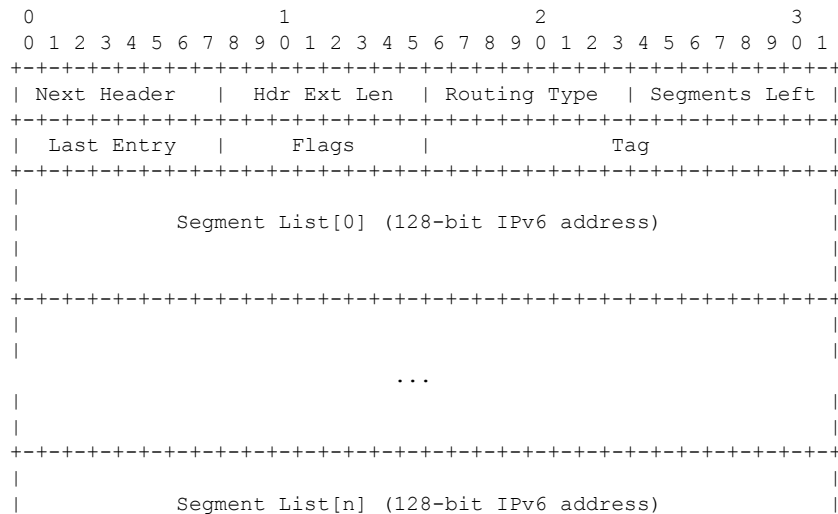 0                   1                   2                   3
 0 1 2 3 4 5 6 7 8 9 0 1 2 3 4 5 6 7 8 9 0 1 2 3 4 5 6 7 8 9 0 1
+-+-+-+-+-+-+-+-+-+-+-+-+-+-+-+-+-+-+-+-+-+-+-+-+-+-+-+-+-+-+-+-+
| Next Header   |  Hdr Ext Len  | Routing Type  | Segments Left |
+-+-+-+-+-+-+-+-+-+-+-+-+-+-+-+-+-+-+-+-+-+-+-+-+-+-+-+-+-+-+-+-+
|  Last Entry   |     Flags     |              Tag              |
+-+-+-+-+-+-+-+-+-+-+-+-+-+-+-+-+-+-+-+-+-+-+-+-+-+-+-+-+-+-+-+-+
|                                                               |
|            Segment List[0] (128-bit IPv6 address)             |
|                                                               |
|                                                               |
+-+-+-+-+-+-+-+-+-+-+-+-+-+-+-+-+-+-+-+-+-+-+-+-+-+-+-+-+-+-+-+-+
|                                                               |
|                                                               |
                              ...
|                                                               |
|                                                               |
+-+-+-+-+-+-+-+-+-+-+-+-+-+-+-+-+-+-+-+-+-+-+-+-+-+-+-+-+-+-+-+-+
|                                                               |
|            Segment List[n] (128-bit IPv6 address)             |